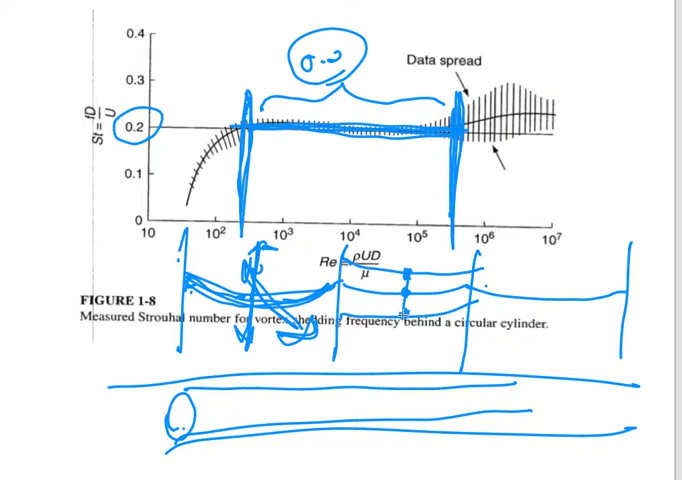 0.4
0.3
0.2
0.1
0
St = fD/U
Data spread
10 10² 10³ 10⁴ 10⁵ 10⁶ 10⁷
Re = ρUD/μ
FIGURE 1-8
Measured Strouhal number for vortex shedding frequency behind a circular cylinder.